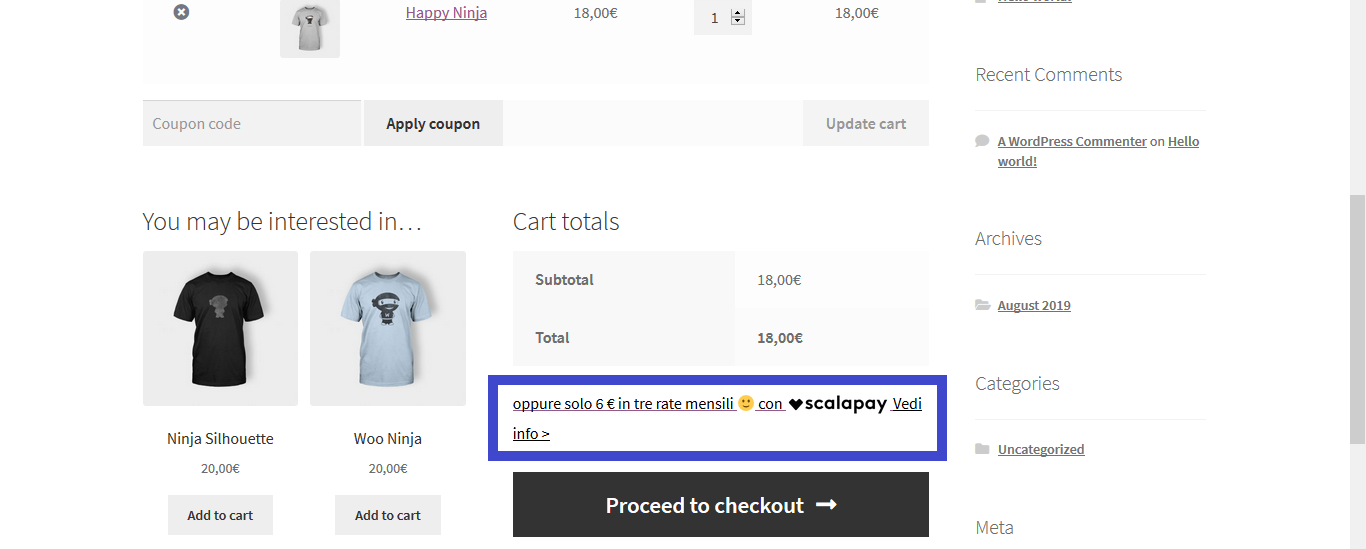 Happy Ninja
18,00€
1
18,00€
Coupon code
Apply coupon
Update cart
You may be interested in…
Ninja Silhouette
20,00€
Add to cart
Woo Ninja
20,00€
Add to cart
Cart totals
Subtotal
18,00€
Total
18,00€
oppure solo 6 € in tre rate mensili 🙂 con scalapay Vedi
info >
Proceed to checkout →
Recent Comments
A WordPress Commenter on Hello
world!
Archives
August 2019
Categories
Uncategorized
Meta